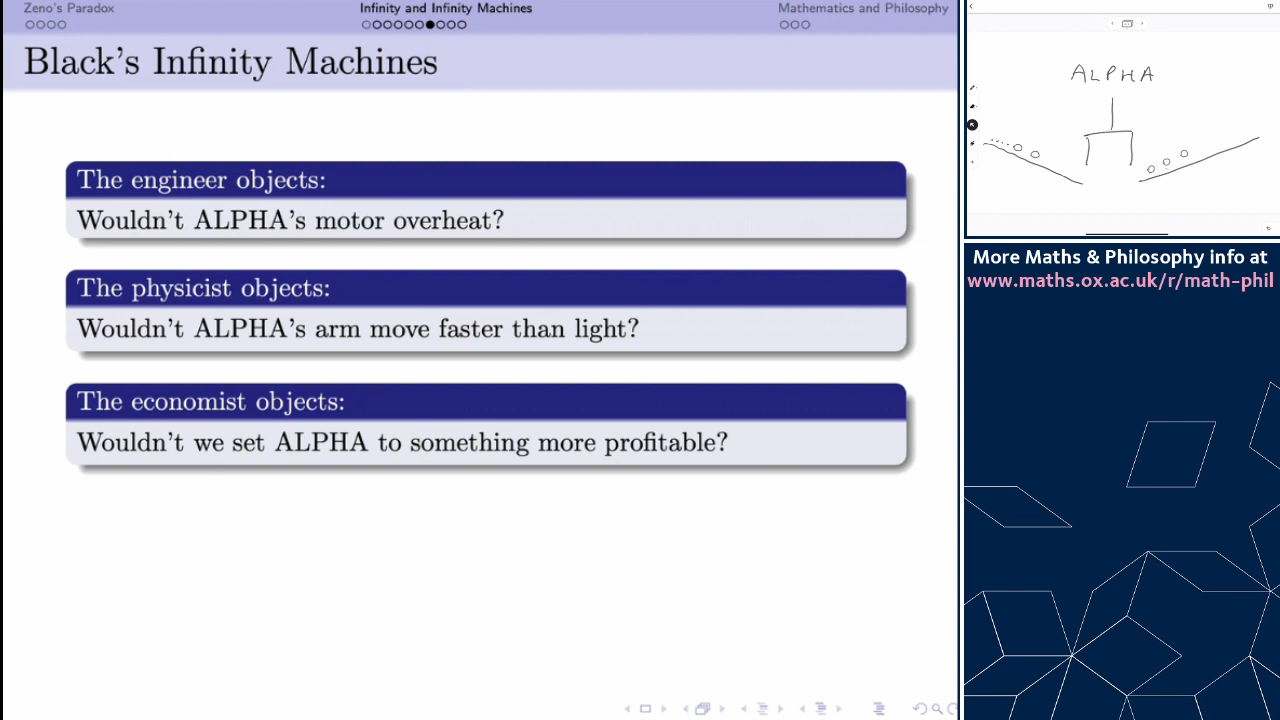 Zeno's Paradox
Infinity and Infinity Machines
Mathematics and Philosophy
Black's Infinity Machines
The engineer objects:
Wouldn't ALPHA's motor overheat?
The physicist objects:
Wouldn't ALPHA's arm move faster than light?
The economist objects:
Wouldn't we set ALPHA to something more profitable?
ALPHA
More Maths & Philosophy info at
www.maths.ox.ac.uk/r/math-phil